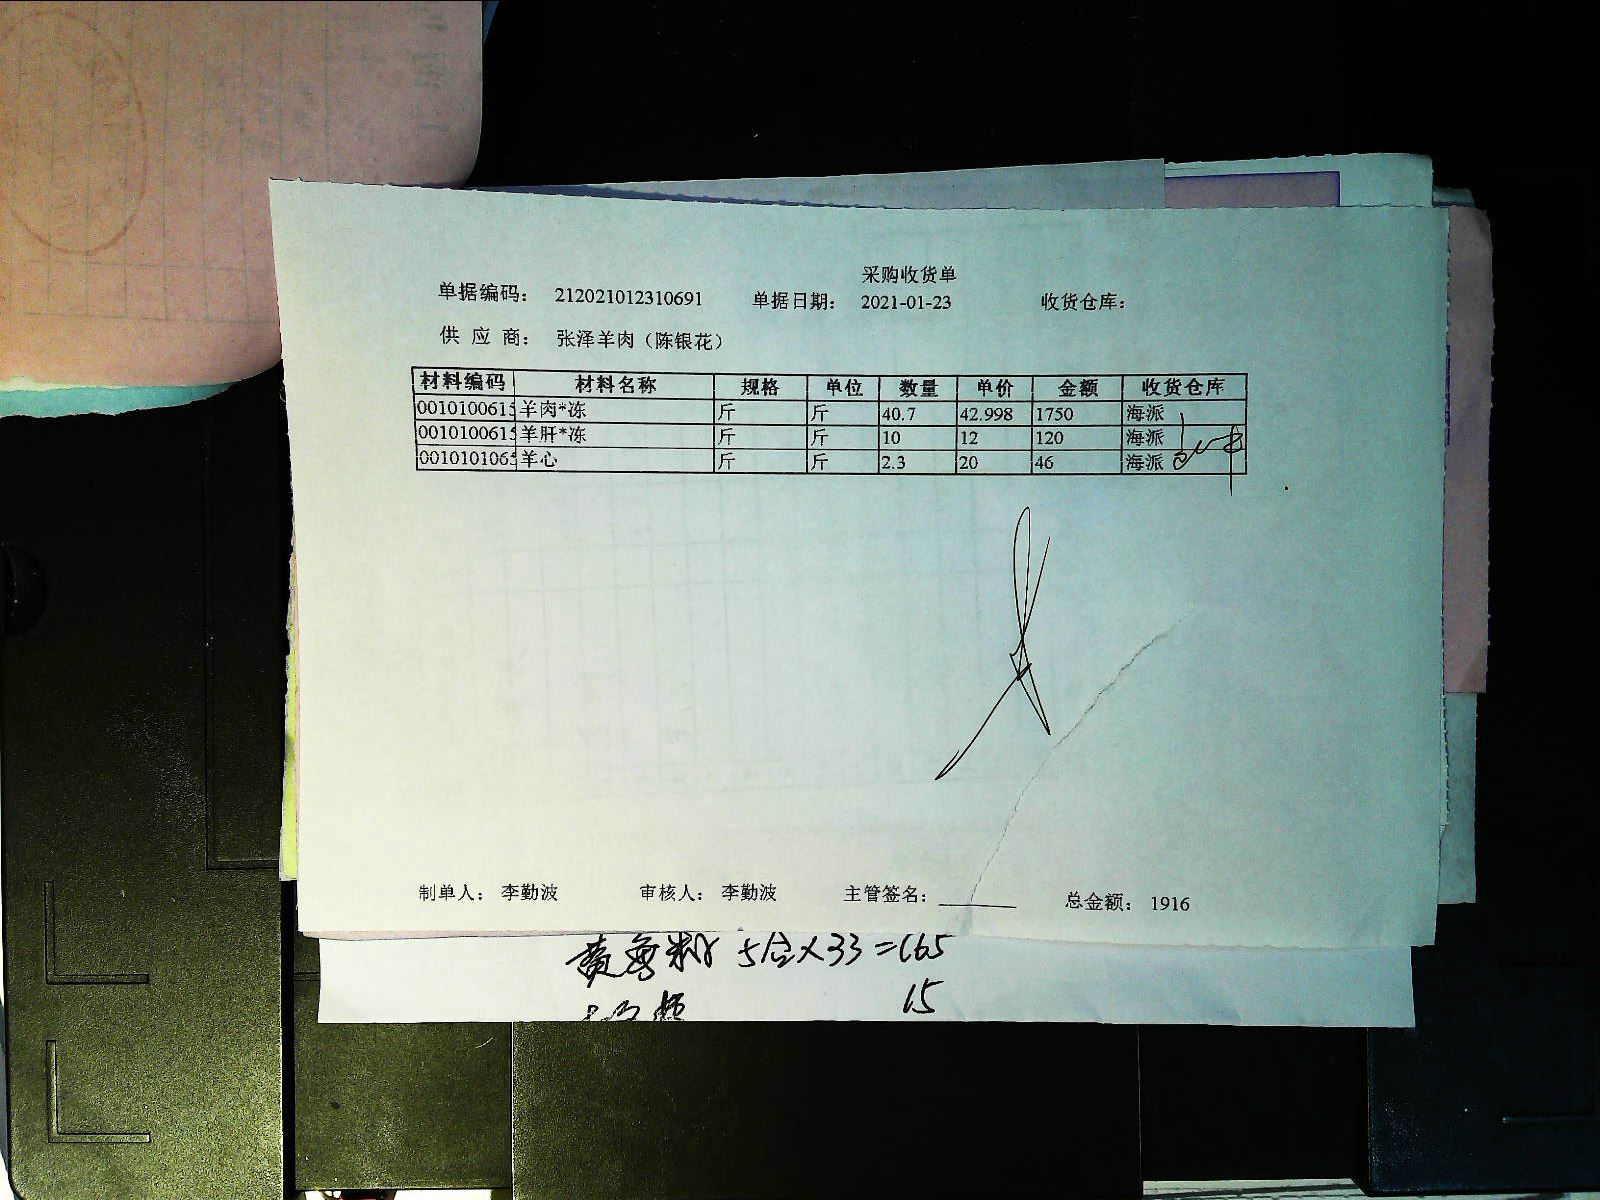 采购收货单
单据编码： 212021012310691 单据日期： 2021-01-23 收货仓库：
供 应 商： 张泽羊肉（陈银花）
材料编码 材料名称 规格 单位 数量 单价 金额 收货仓库
001010061 羊肉*冻 斤 斤 40.7 42.998 1750 海派
001010061 羊肝*冻 斤 斤 10 12 120 海派
001010106 羊心 斤 斤 2.3 20 46 海派
制单人： 李勤波 审核人： 李勤波 主管签名： 总金额： 1916
5 × 33 = 165
15